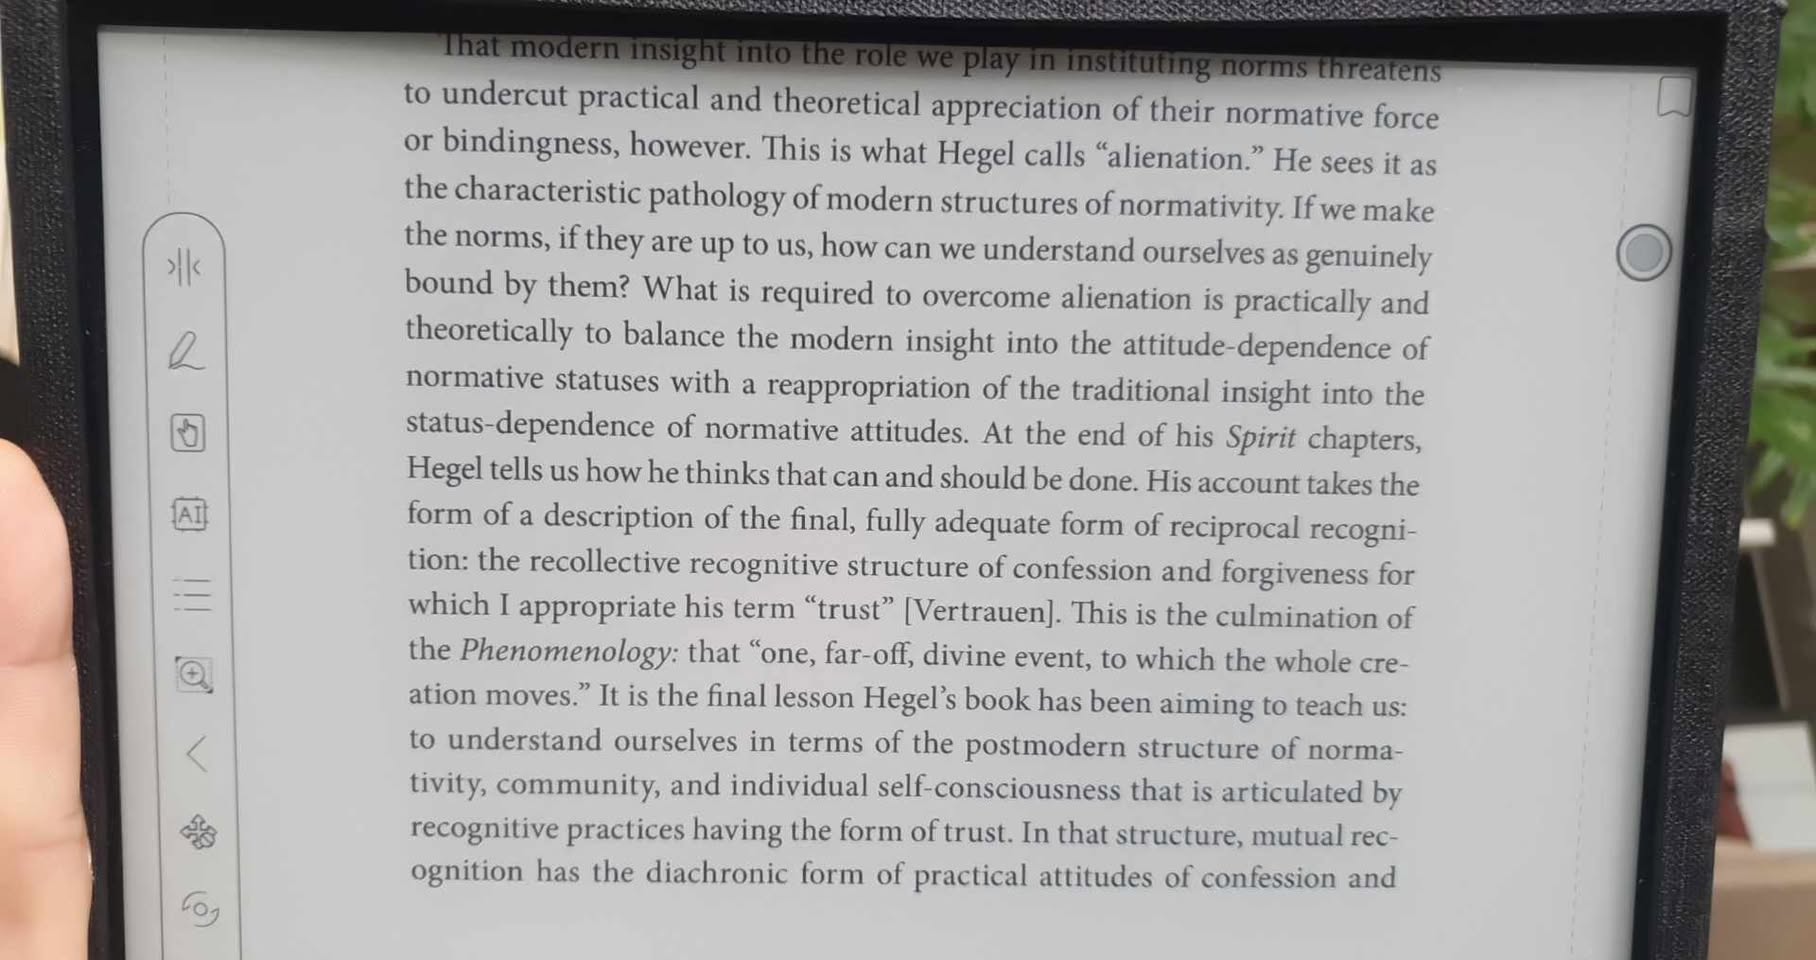 That modern insight into the role we play in instituting norms threatens
to undercut practical and theoretical appreciation of their normative force
or bindingness, however. This is what Hegel calls “alienation.” He sees it as
the characteristic pathology of modern structures of normativity. If we make
the norms, if they are up to us, how can we understand ourselves as genuinely
bound by them? What is required to overcome alienation is practically and
theoretically to balance the modern insight into the attitude-dependence of
normative statuses with a reappropriation of the traditional insight into the
status-dependence of normative attitudes. At the end of his Spirit chapters,
Hegel tells us how he thinks that can and should be done. His account takes the
form of a description of the final, fully adequate form of reciprocal recogni-
tion: the recollective recognitive structure of confession and forgiveness for
which I appropriate his term “trust” [Vertrauen]. This is the culmination of
the Phenomenology: that “one, far-off, divine event, to which the whole cre-
ation moves.” It is the final lesson Hegel’s book has been aiming to teach us:
to understand ourselves in terms of the postmodern structure of norma-
tivity, community, and individual self-consciousness that is articulated by
recognitive practices having the form of trust. In that structure, mutual rec-
ognition has the diachronic form of practical attitudes of confession and
AI